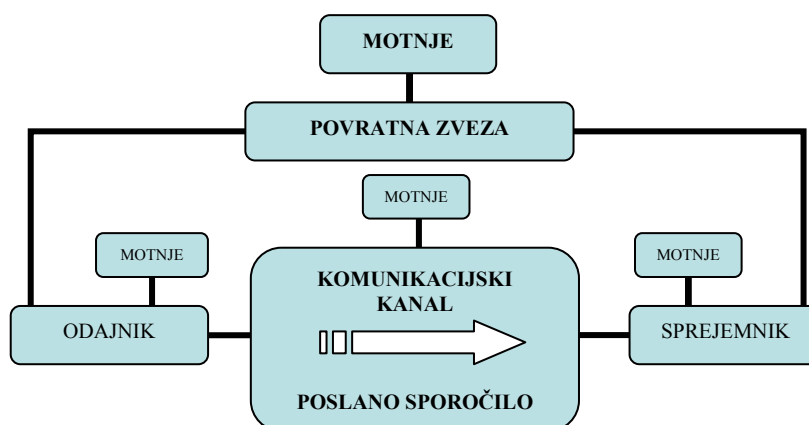 MOTNJE
POVRATNA ZVEZA
MOTNJE
MOTNJE
MOTNJE
KOMUNIKACIJSKI
KANAL
ODAJNIK
SPREJEMNIK
POSLANO SPOROČILO